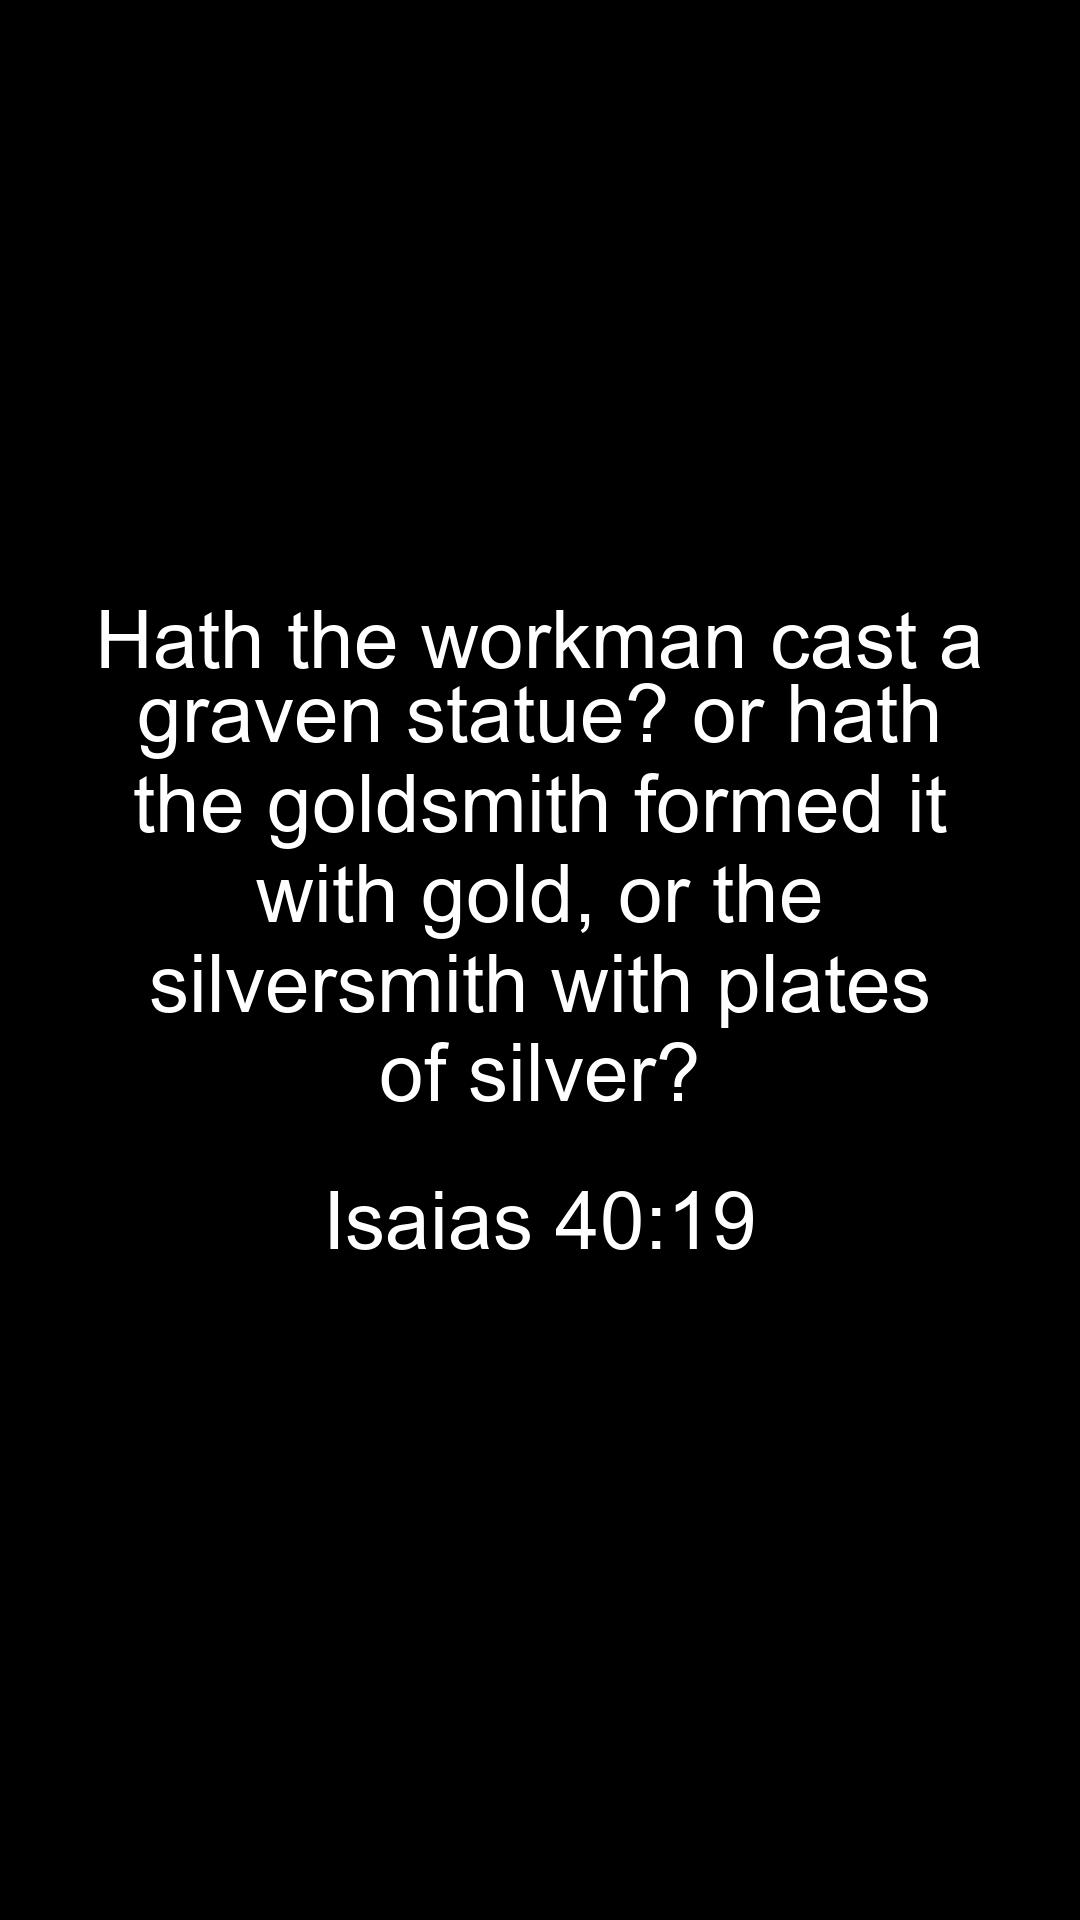 Hath the workman cast a
graven statue? or hath
the goldsmith formed it
with gold, or the
silversmith with plates
of silver?
Isaias 40:19